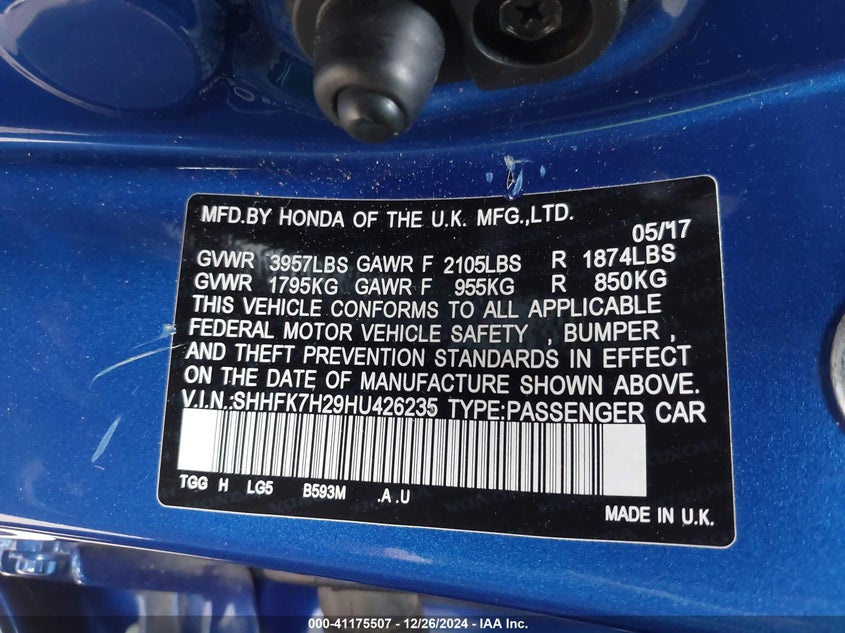 MFD.BY HONDA OF THE U.K. MFG.,LTD.
05/17
GVWR 3957LBS GAWR F 2105LBS R 1874LBS
GVWR 1795KG GAWR F 955KG R 850KG
THIS VEHICLE CONFORMS TO ALL APPLICABLE
FEDERAL MOTOR VEHICLE SAFETY , BUMPER ,
AND THEFT PREVENTION STANDARDS IN EFFECT
ON THE DATE OF MANUFACTURE SHOWN ABOVE.
V.I.N.:SHHFK7H29HU426235 TYPE:PASSENGER CAR
TGG H LG5 B593M .A.U
MADE IN U.K.
000-41175507 - 12/26/2024 - IAA Inc.